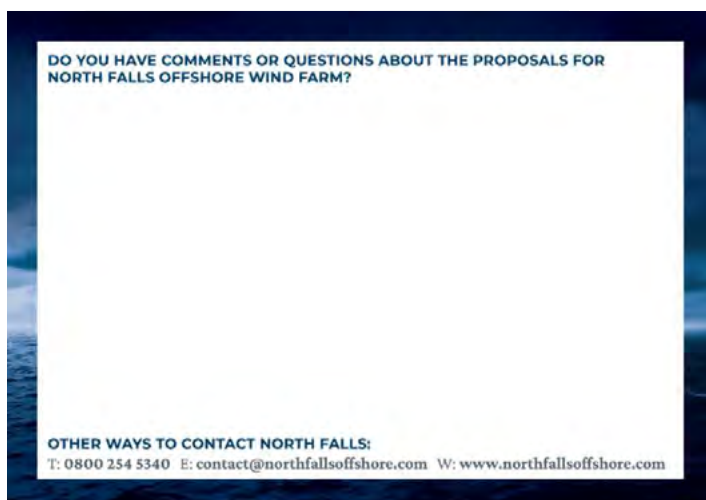 DO YOU HAVE COMMENTS OR QUESTIONS ABOUT THE PROPOSALS FOR
NORTH FALLS OFFSHORE WIND FARM?
OTHER WAYS TO CONTACT NORTH FALLS:
T: 0800 254 5340 E: contact@northfallsoffshore.com W: www.northfallsoffshore.com